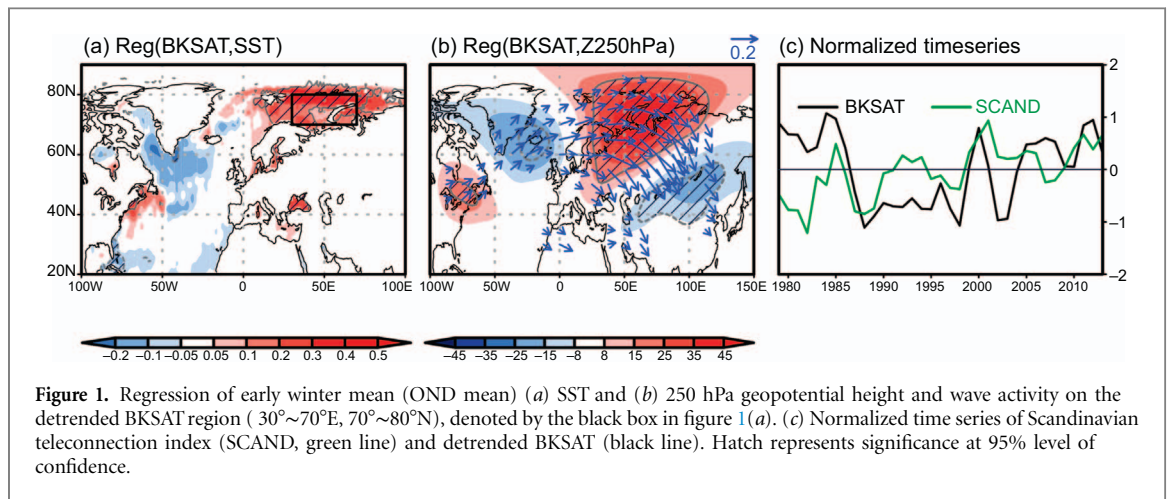 (a) Reg(BKSAT,SST)
(b) Reg(BKSAT,Z250hPa)
0.2
(c) Normalized timeseries
80N
60N
40N
20N
100W 50W 0 50E 100E
100W 50W 0 50E 100E 150E
BKSAT SCAND
2
1
0
−1
−2
1980 1985 1990 1995 2000 2005 2010
−0.2 −0.1 −0.05 0.05 0.1 0.2 0.3 0.4 0.5
−45 −35 −25 −15 −8 8 15 25 35 45
Figure 1. Regression of early winter mean (OND mean) (a) SST and (b) 250 hPa geopotential height and wave activity on the
detrended BKSAT region ( 30°∼70°E, 70°∼80°N), denoted by the black box in figure 1(a). (c) Normalized time series of Scandinavian
teleconnection index (SCAND, green line) and detrended BKSAT (black line). Hatch represents significance at 95% level of
confidence.